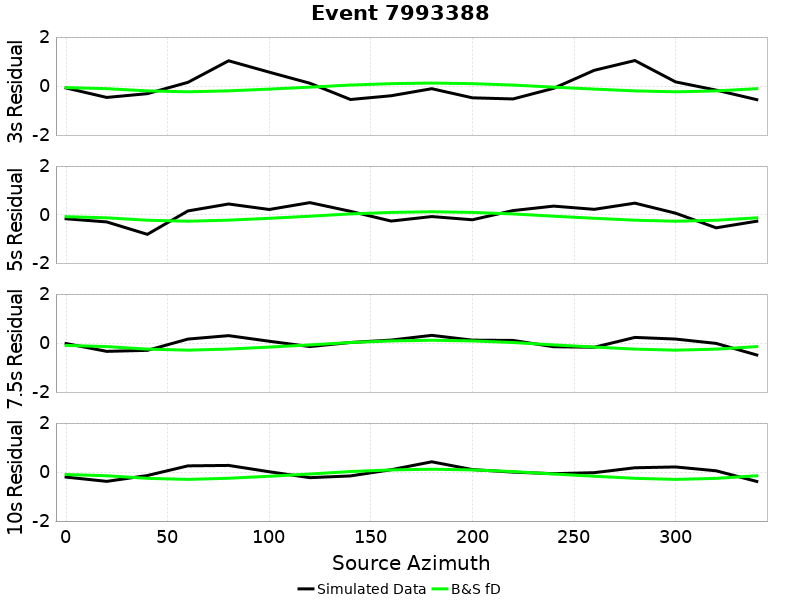 Event 7993388
3s Residual
2
0
-2
5s Residual
2
0
-2
7.5s Residual
2
0
-2
10s Residual
2
0
-2
0 50 100 150 200 250 300
Source Azimuth
Simulated Data B&S fD